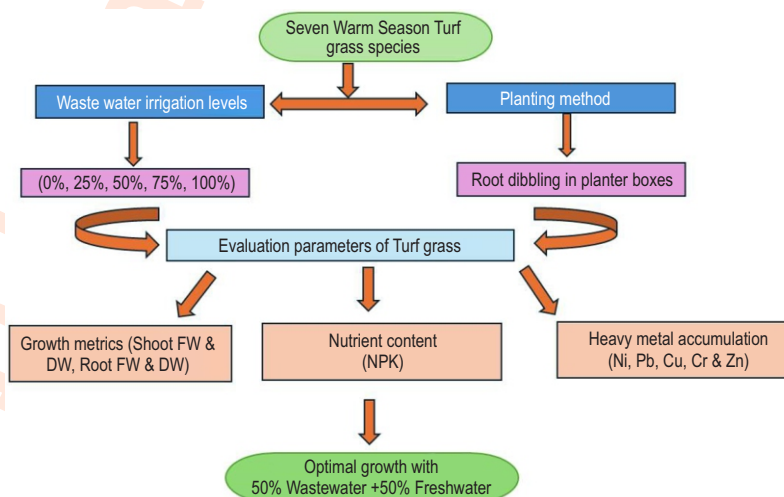 Seven Warm Season Turf
grass species
Waste water irrigation levels
Planting method
(0%, 25%, 50%, 75%, 100%)
Root dibbling in planter boxes
Evaluation parameters of Turf grass
Growth metrics (Shoot FW &
DW, Root FW & DW)
Nutrient content
(NPK)
Heavy metal accumulation
(Ni, Pb, Cu, Cr & Zn)
Optimal growth with
50% Wastewater +50% Freshwater